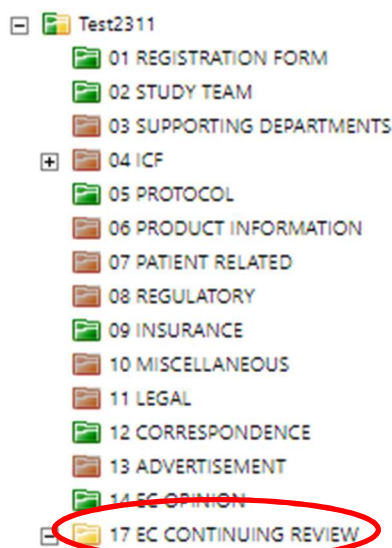 Test2311
01 REGISTRATION FORM
02 STUDY TEAM
03 SUPPORTING DEPARTMENTS
04 ICF
05 PROTOCOL
06 PRODUCT INFORMATION
07 PATIENT RELATED
08 REGULATORY
09 INSURANCE
10 MISCELLANEOUS
11 LEGAL
12 CORRESPONDENCE
13 ADVERTISEMENT
14 EC OPINION
17 EC CONTINUING REVIEW